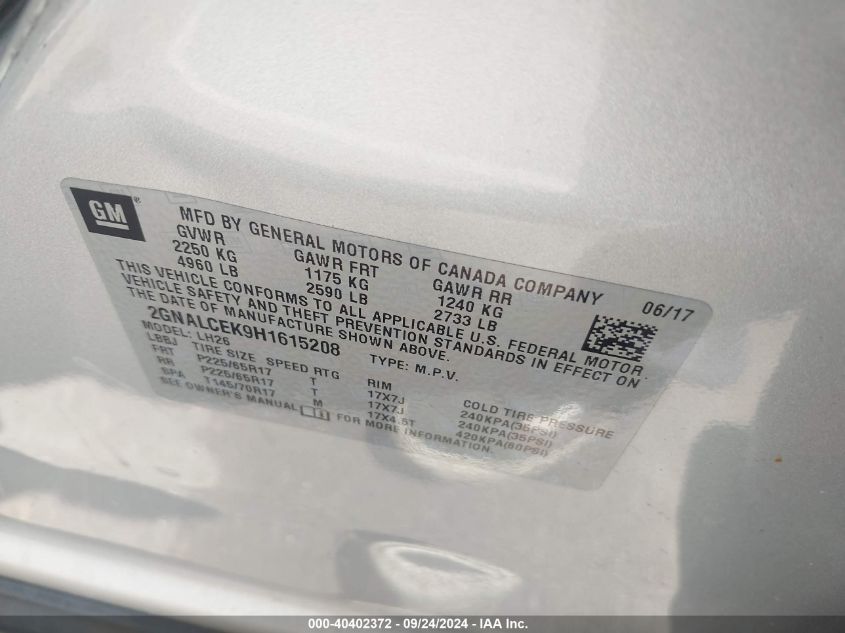 GM
MFD BY GENERAL MOTORS OF CANADA COMPANY 06/17
GVWR GAWR FRT GAWR RR
2250 KG 1175 KG 1240 KG
4960 LB 2590 LB 2733 LB
THIS VEHICLE CONFORMS TO ALL APPLICABLE U.S. FEDERAL MOTOR
VEHICLE SAFETY AND THEFT PREVENTION STANDARDS IN EFFECT ON
THE DATE OF MANUFACTURE SHOWN ABOVE.
2GNALCEK9H1615208 TYPE: M.P.V.
MODEL: LH26
LBBJ TIRE SIZE SPEED RTG RIM COLD TIRE PRESSURE
FRT P225/65R17 T 17X7J 240KPA(35PSI)
RR P225/65R17 T 17X7J 240KPA(35PSI)
SPA T145/70R17 M 17X4.5T 420KPA(60PSI)
SEE OWNER'S MANUAL FOR MORE INFORMATION.
000-40402372 - 09/24/2024 - IAA Inc.